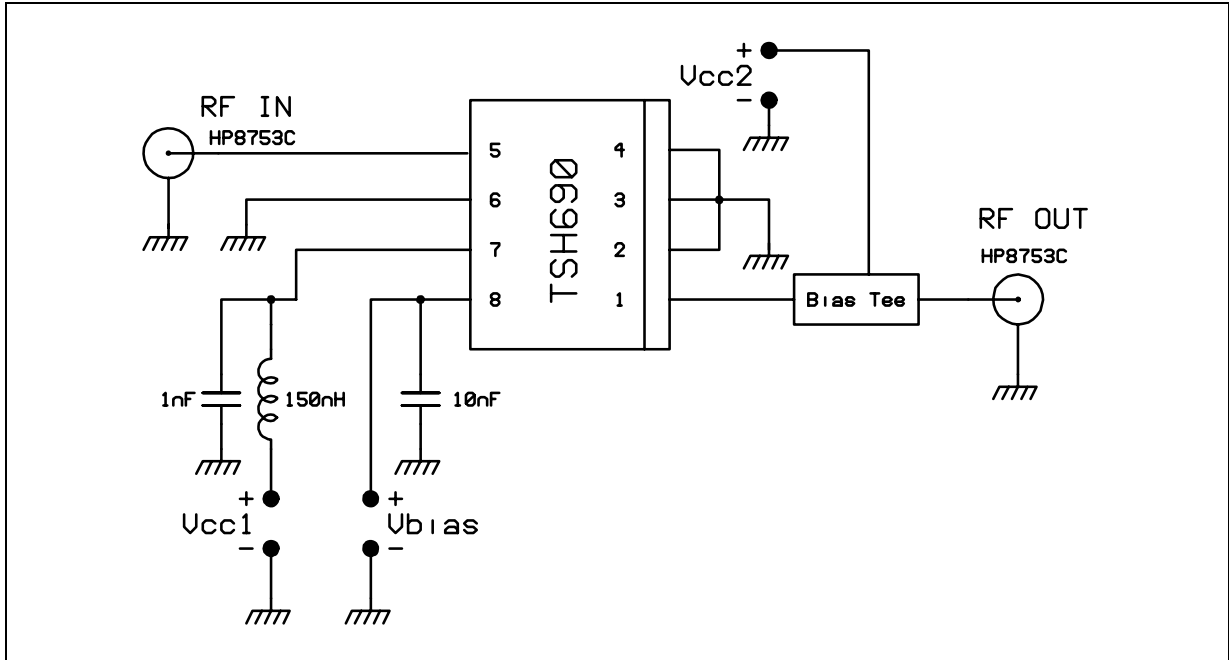 +
Vcc2
-
RF IN
HP8753C
5
6
7
8
TSH690
4
3
2
1
RF OUT
HP8753C
Bias Tee
1nF
150nH
10nF
+
Vcc1
-
+
Vbias
-